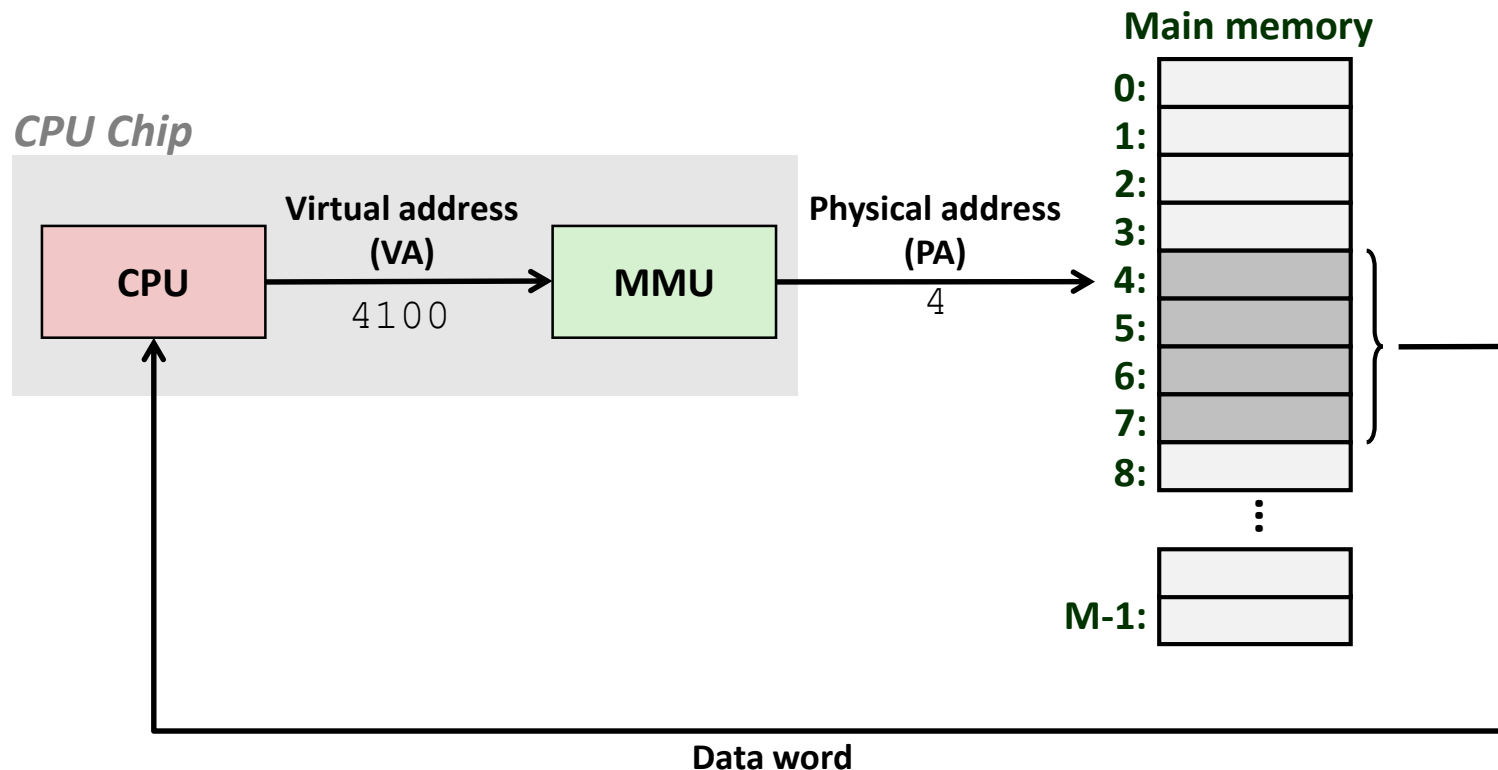 Main memory
0:
CPU Chip
1:
2:
Virtual address
(VA)
Physical address
(PA)
3:
CPU
4100
MMU
4
4:
5:
6:
7:
8:
...
M-1:
Data word